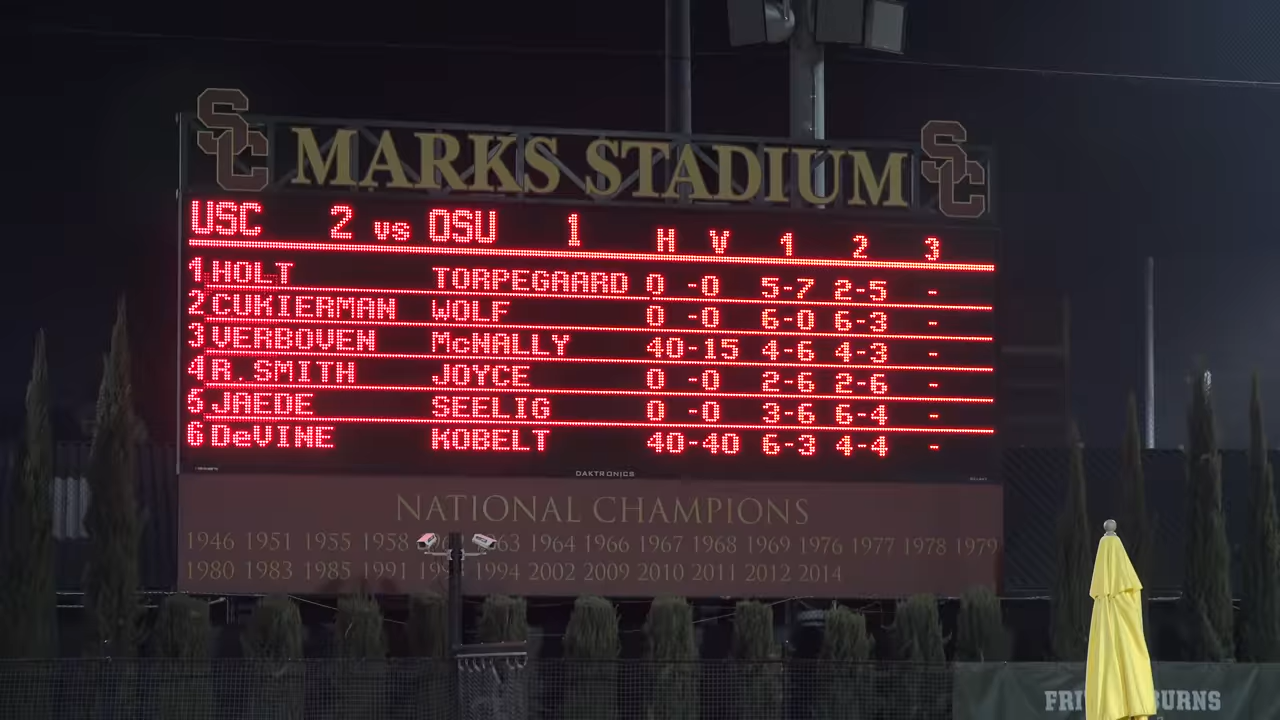 SC MARKS STADIUM SC
USC 2 vs OSU 1 H V 1 2 3
1 HOLT TORPEGAARD 0 -0 5-7 2-5 -
2 CUKIERMAN WOLF 0 -0 6-0 6-3 -
3 VERBOVEN McNALLY 40-15 4-6 4-3 -
4 R.SMITH JOYCE 0 -0 2-6 2-6 -
5 JAEDE SEELIG 0 -0 3-6 6-4 -
6 DeVINE KOBELT 40-40 6-3 4-4 -
DAKTRONICS
NATIONAL CHAMPIONS
1946 1951 1955 1958 63 1964 1966 1967 1968 1969 1976 1977 1978 1979
1980 1983 1985 1991 1994 2002 2009 2010 2011 2012 2014
FRI BURNS